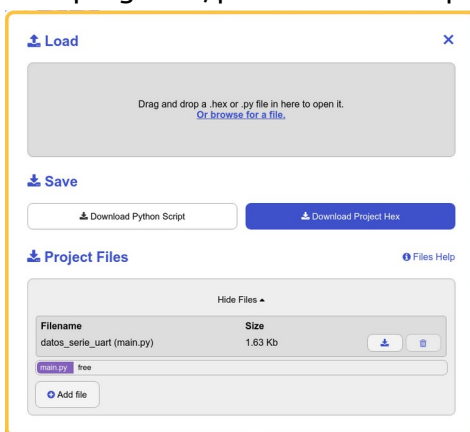 Load
Drag and drop a .hex or .py file in here to open it.
Or browse for a file.
Save
Download Python Script
Download Project Hex
Project Files
Files Help
Hide Files
Filename Size
datos_serie_uart (main.py) 1.63 Kb
main.py free
Add file